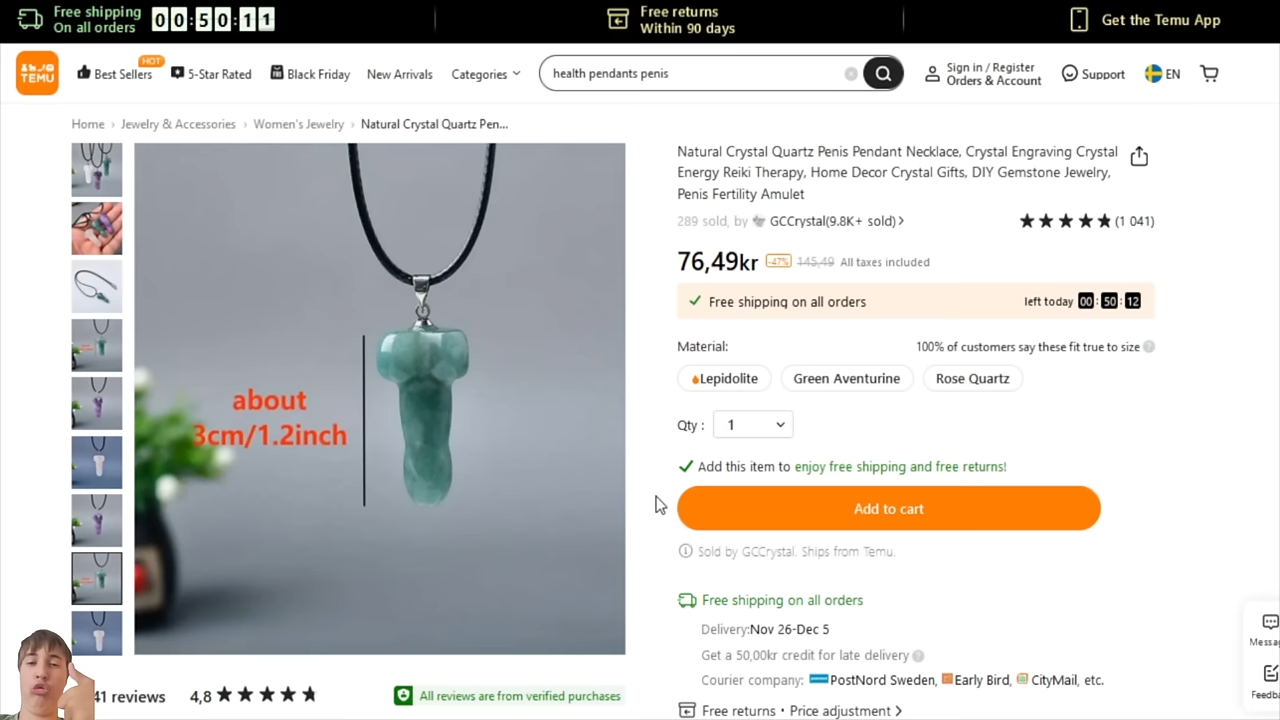 Free shipping
On all orders
00:50:11
Free returns
Within 90 days
Get the Temu App
TEMU
Best Sellers
HOT
5-Star Rated
Black Friday
New Arrivals
Categories
health pendants penis
Sign in / Register
Orders & Account
Support
EN
Home › Jewelry & Accessories › Women's Jewelry › Natural Crystal Quartz Pen...
Natural Crystal Quartz Penis Pendant Necklace, Crystal Engraving Crystal
Energy Reiki Therapy, Home Decor Crystal Gifts, DIY Gemstone Jewelry,
Penis Fertility Amulet
289 sold, by GCCrystal(9.8K+ sold)
(1 041)
76,49kr -47% 145,49 All taxes included
Free shipping on all orders
left today 00:50:12
about
3cm/1.2inch
Material:
100% of customers say these fit true to size
Lepidolite
Green Aventurine
Rose Quartz
Qty : 1
Add this item to enjoy free shipping and free returns!
Add to cart
Sold by GCCrystal. Ships from Temu.
Free shipping on all orders
Delivery:Nov 26-Dec 5
Get a 50,00kr credit for late delivery
Courier company: PostNord Sweden, Early Bird, CityMail, etc.
Free returns • Price adjustment
41 reviews
4,8
All reviews are from verified purchases
Messa
Feedba